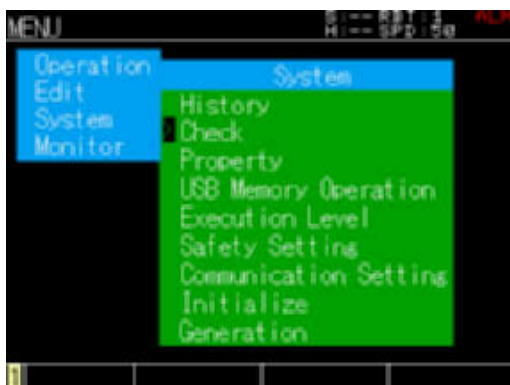 MENU
S:-- RBT:1 ALM
H:-- SPD:50
Operation
Edit
System
Monitor
System
History
Check
Property
USB Memory Operation
Execution Level
Safety Setting
Communication Setting
Initialize
Generation
1